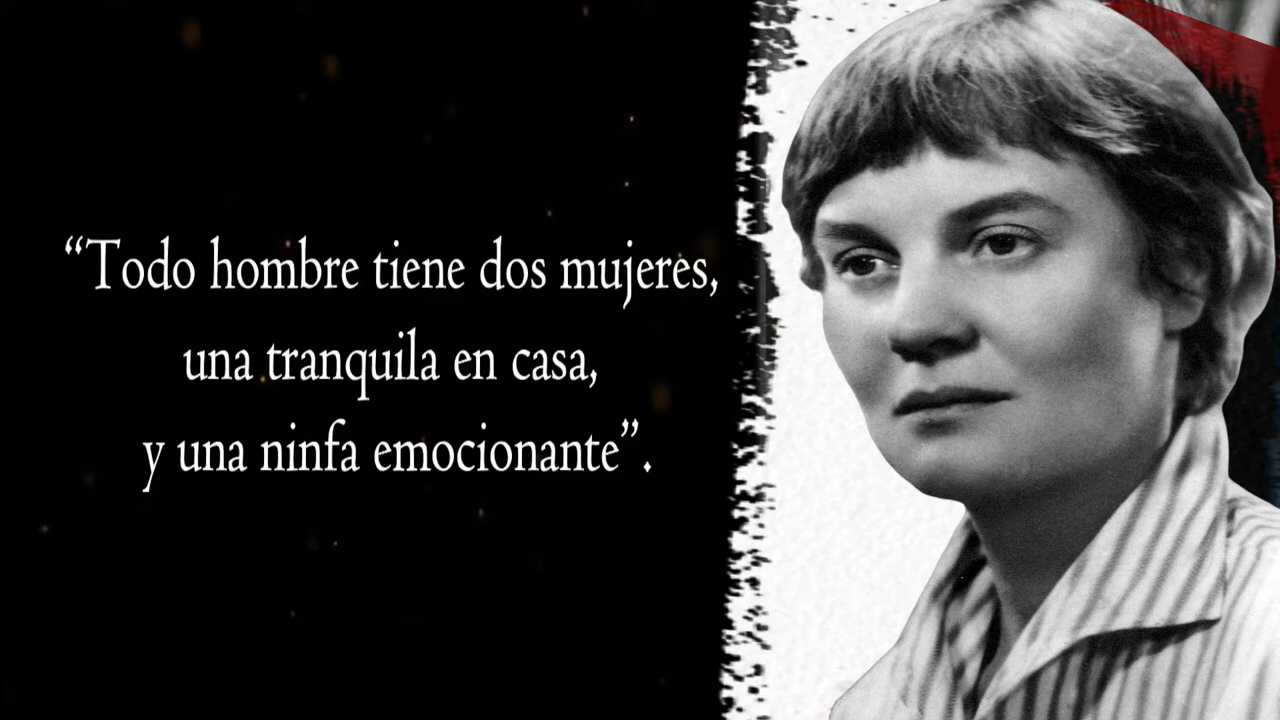 “Todo hombre tiene dos mujeres,
una tranquila en casa,
y una ninfa emocionante”.